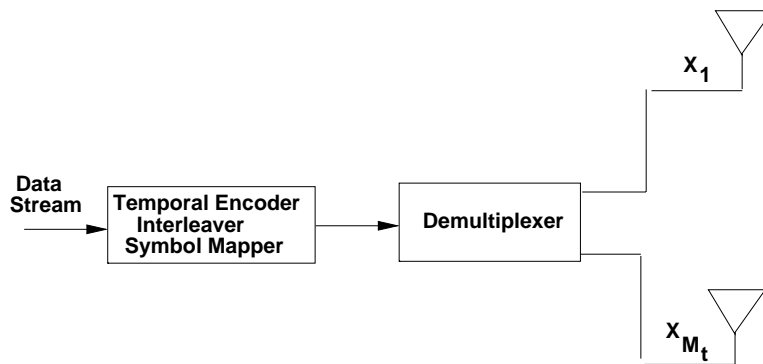 X1
Data
Stream
Temporal Encoder
Interleaver
Symbol Mapper
Demultiplexer
XMt